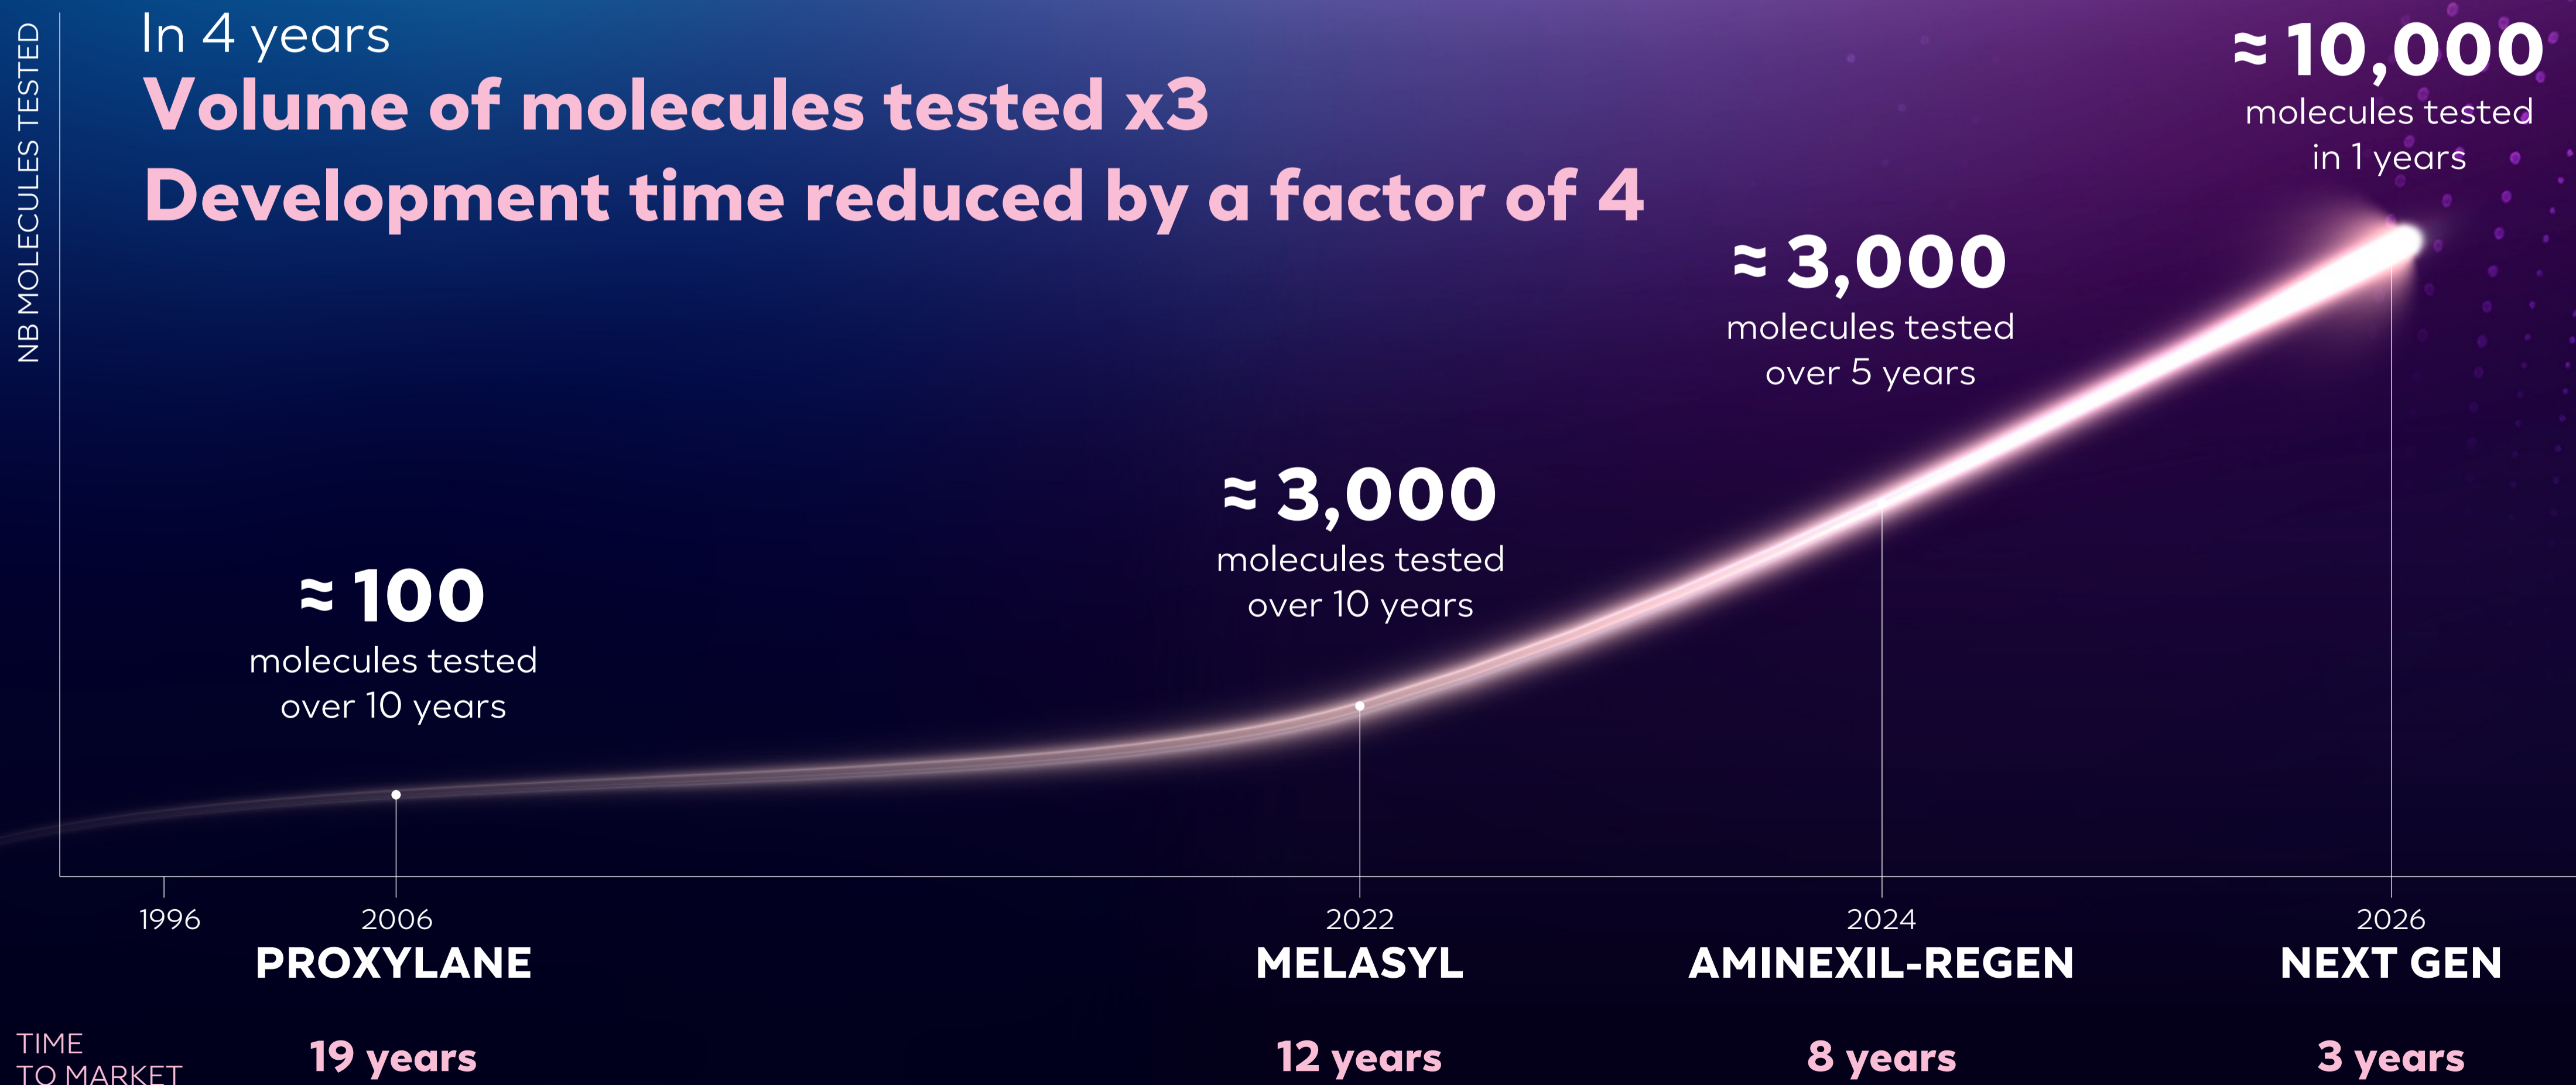 NB MOLECULES TESTED
In 4 years
Volume of molecules tested x3
Development time reduced by a factor of 4
≈ 100
molecules tested
over 10 years
≈ 3,000
molecules tested
over 10 years
≈ 3,000
molecules tested
over 5 years
≈ 10,000
molecules tested
in 1 years
1996
2006
PROXYLANE
2022
MELASYL
2024
AMINEXIL-REGEN
2026
NEXT GEN
TIME
TO MARKET
19 years
12 years
8 years
3 years